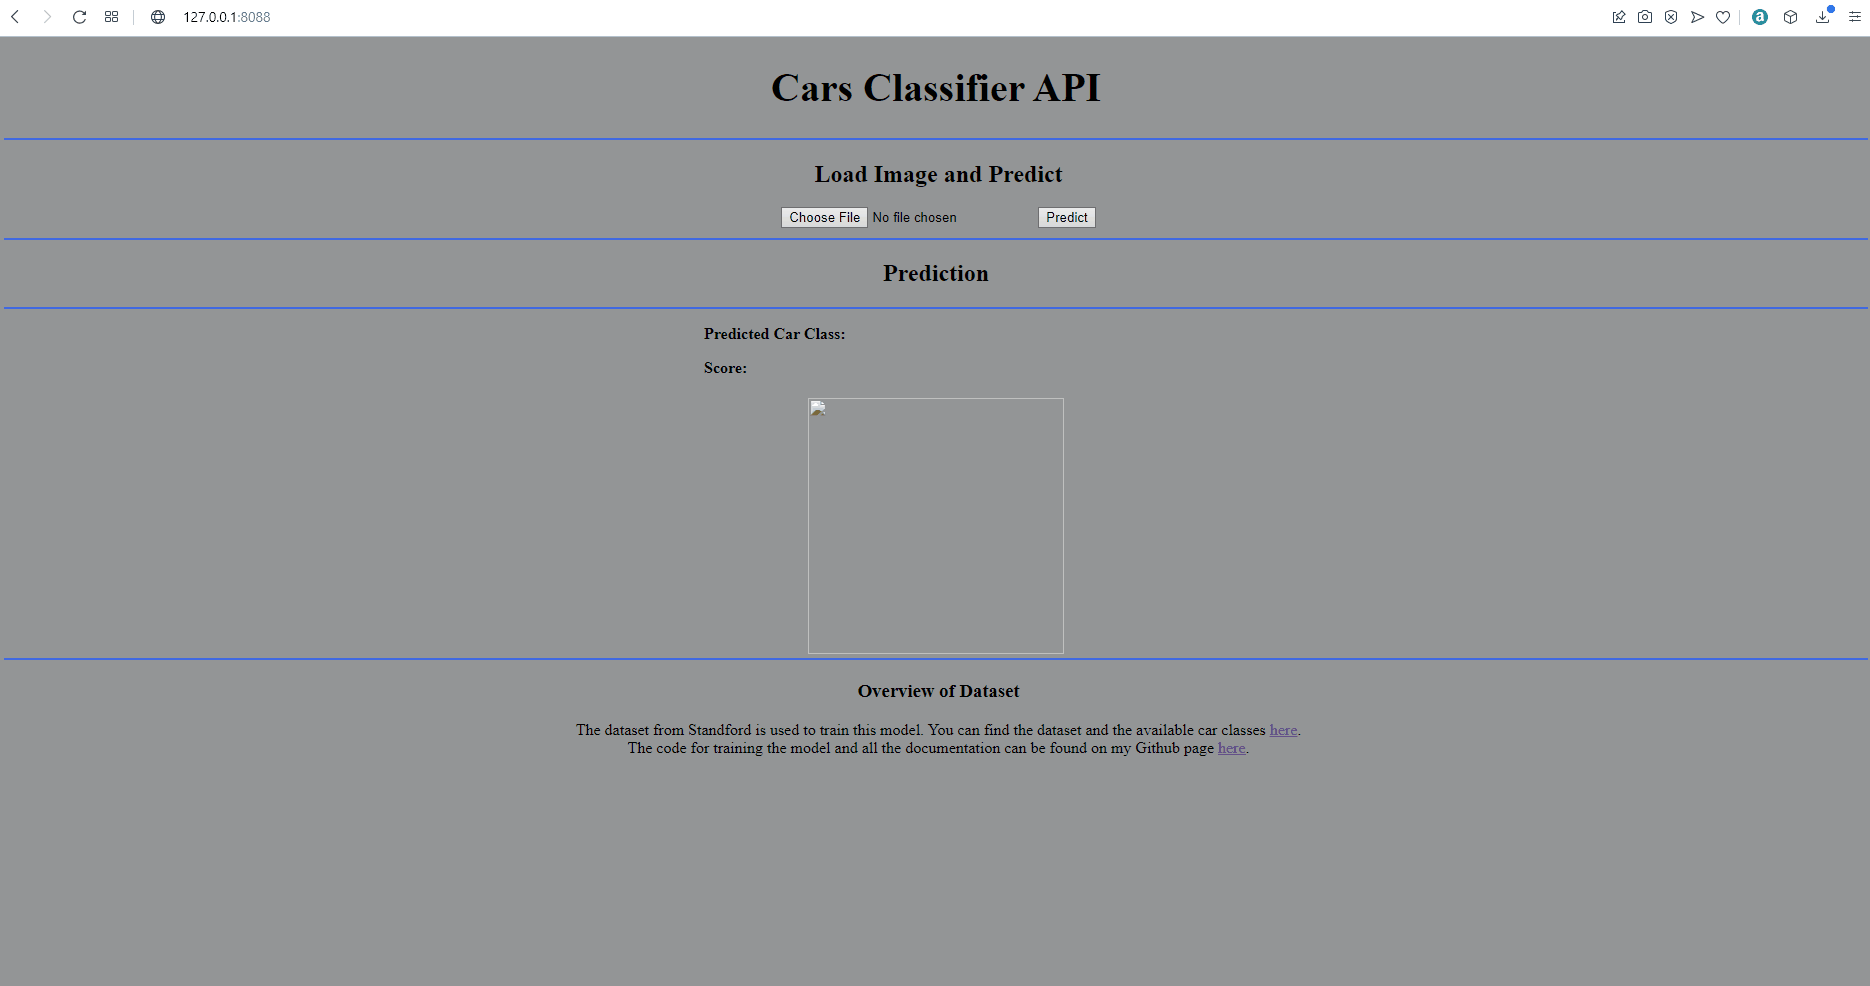 127.0.0.1:8088
Cars Classifier API
Load Image and Predict
Choose File No file chosen Predict
Prediction
Predicted Car Class:
Score:
Overview of Dataset
The dataset from Standford is used to train this model. You can find the dataset and the available car classes here.
The code for training the model and all the documentation can be found on my Github page here.